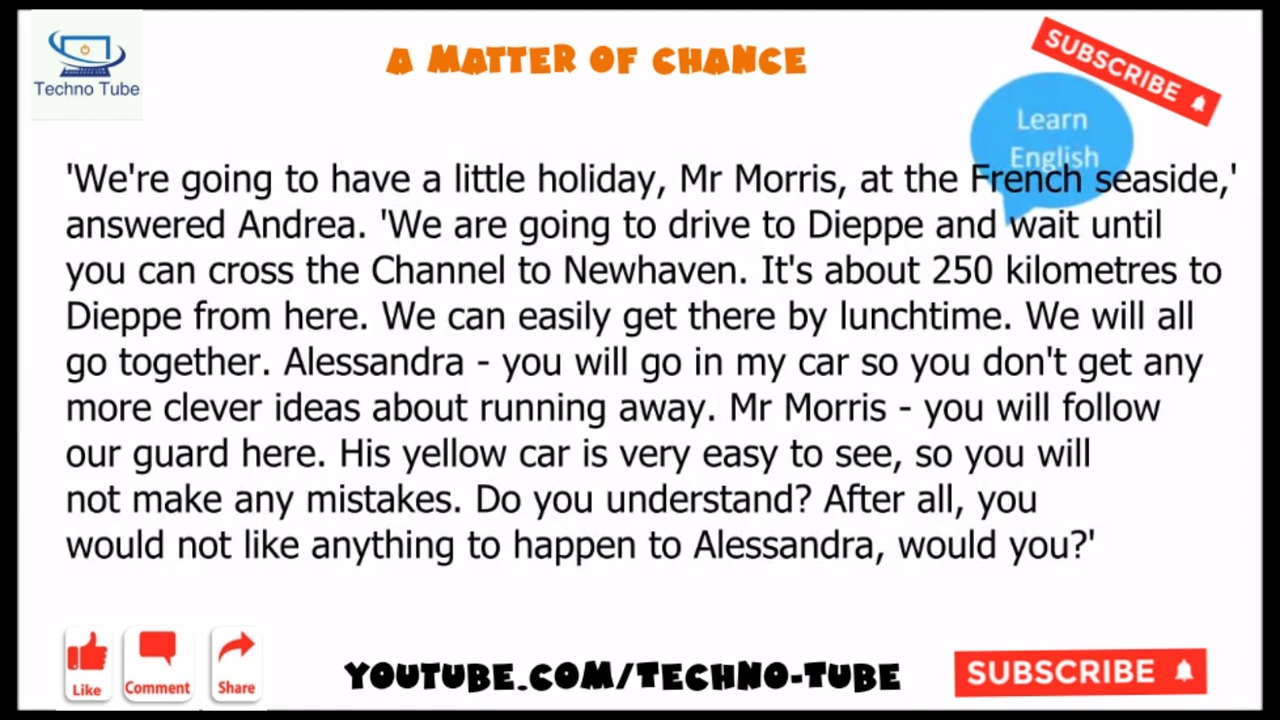 Techno Tube
A MATTER OF CHANCE
SUBSCRIBE
Learn
English
'We're going to have a little holiday, Mr Morris, at the French seaside,'
answered Andrea. 'We are going to drive to Dieppe and wait until
you can cross the Channel to Newhaven. It's about 250 kilometres to
Dieppe from here. We can easily get there by lunchtime. We will all
go together. Alessandra - you will go in my car so you don't get any
more clever ideas about running away. Mr Morris - you will follow
our guard here. His yellow car is very easy to see, so you will
not make any mistakes. Do you understand? After all, you
would not like anything to happen to Alessandra, would you?'
Like
Comment
Share
YOUTUBE.COM/TECHNO-TUBE
SUBSCRIBE